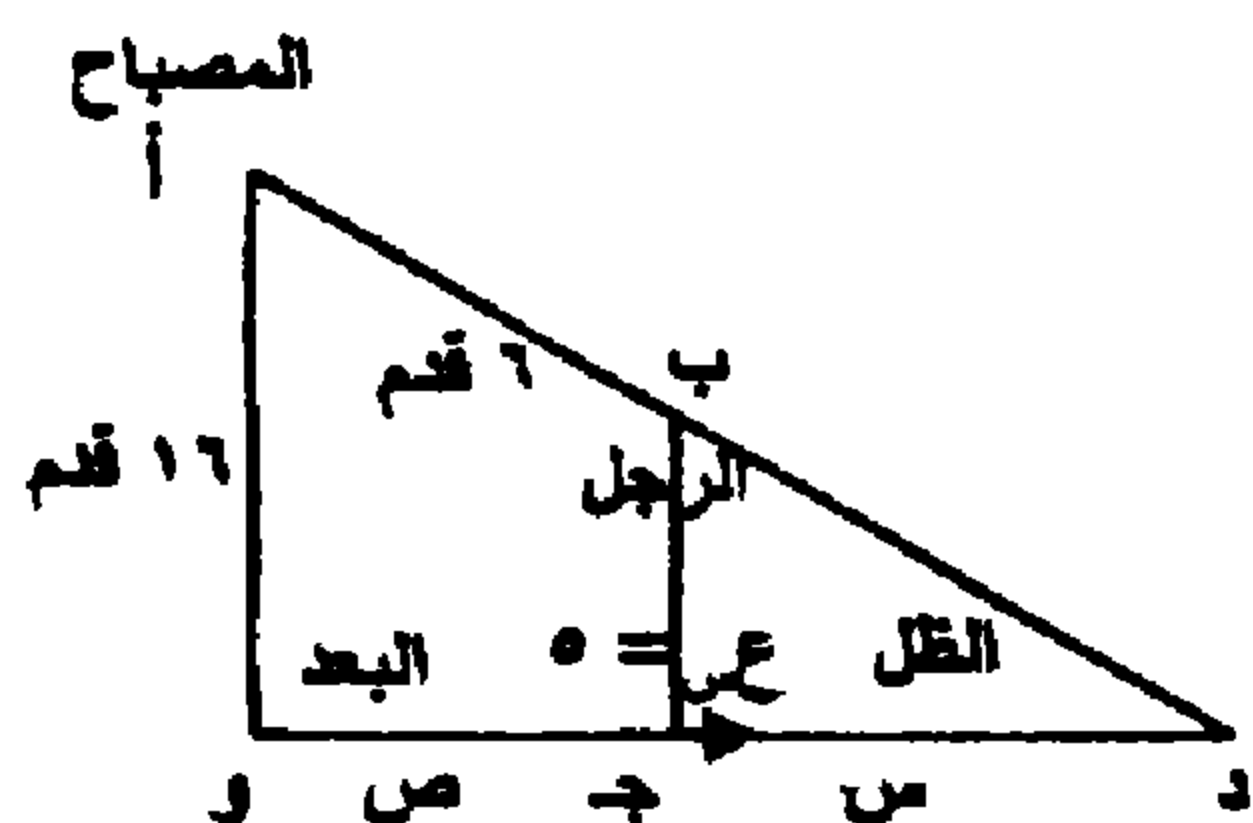 المصباح
أ
٦ قدم
ب
١٦ قدم
الرجل
البعد
ع س = ٥
الظل
و
ص
جـ
س
د